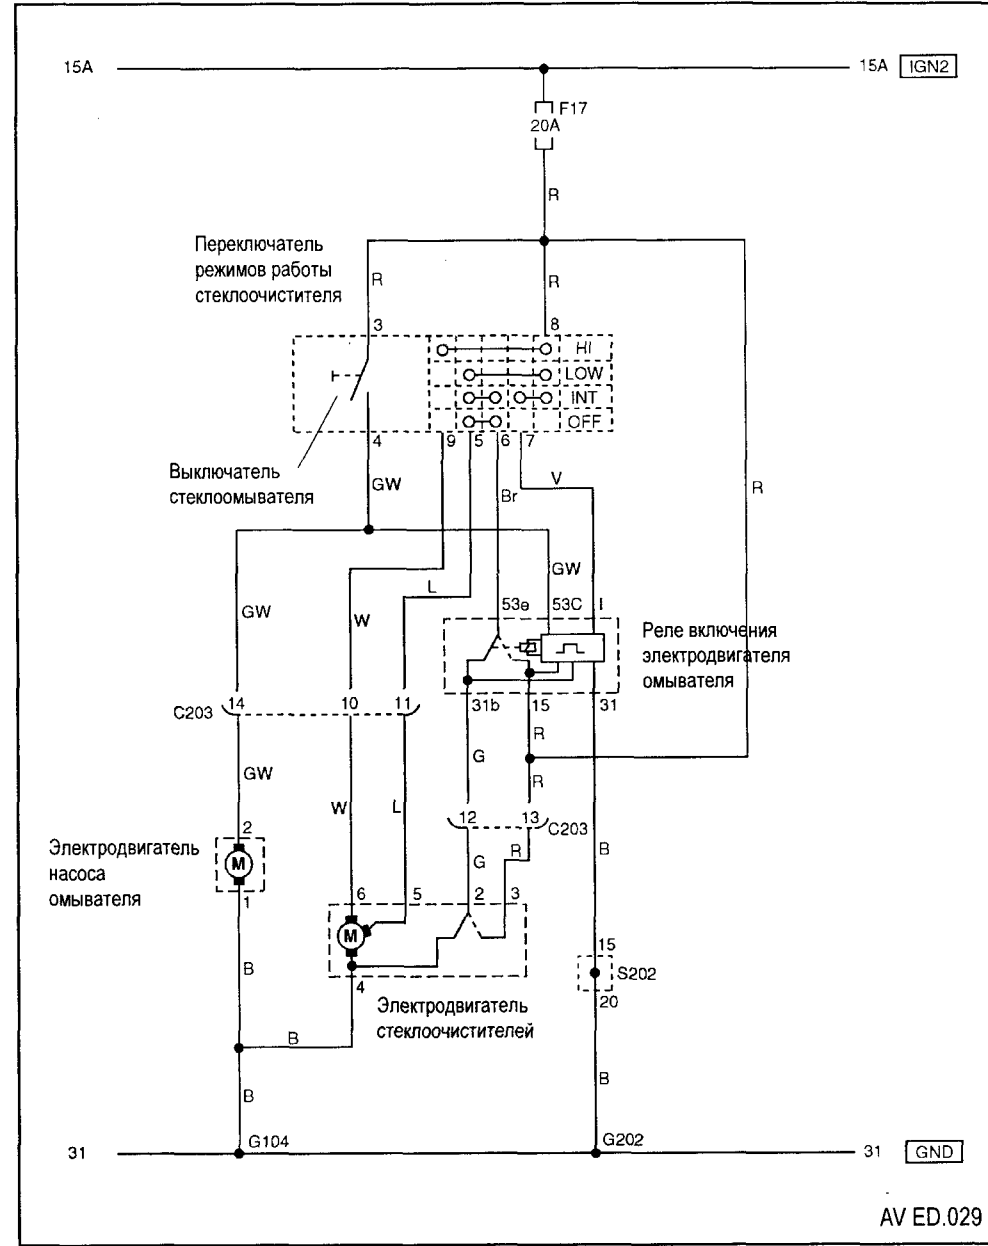 15A
15A IGN2
F17
20A
R
Переключатель
режимов работы
стеклоочистителя
R
R
3
8
HI
LOW
INT
OFF
4
9
5
6
7
Выключатель
стеклоомывателя
GW
Br
V
R
GW
GW
W
L
53e
53C
I
Реле включения
электродвигателя
омывателя
C203
14
10
11
31b
15
31
R
G
GW
R
W
L
12
13
C203
2
G
R
B
Электродвигатель
насоса
омывателя
M
1
6
5
2
3
M
4
15
S202
20
B
Электродвигатель
стеклоочистителей
B
B
B
G104
G202
31
31 GND
AV ED.029